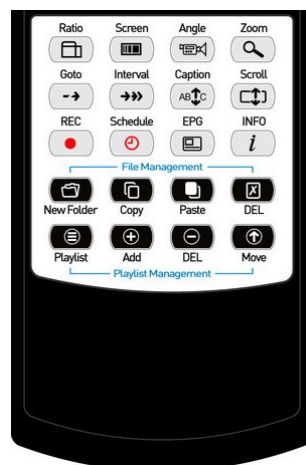 Ratio Screen Angle Zoom
Goto Interval Caption Scroll
AB C
REC Schedule EPG INFO
i
File Management
New Folder Copy Paste DEL
X
Playlist Add DEL Move
Playlist Management